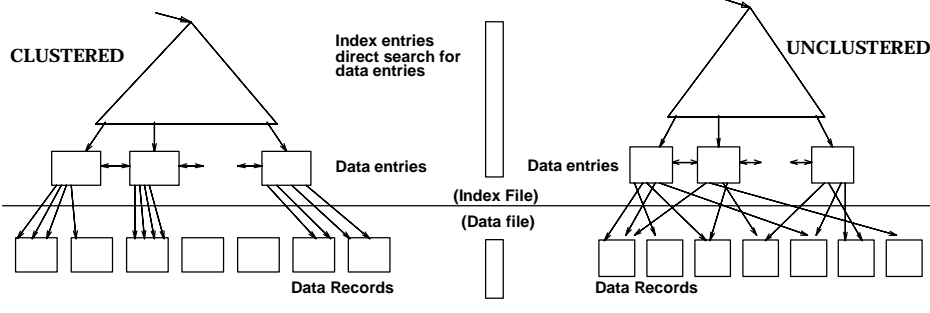 CLUSTERED
Index entries
direct search for
data entries
UNCLUSTERED
Data entries
Data entries
(Index File)
(Data file)
Data Records
Data Records